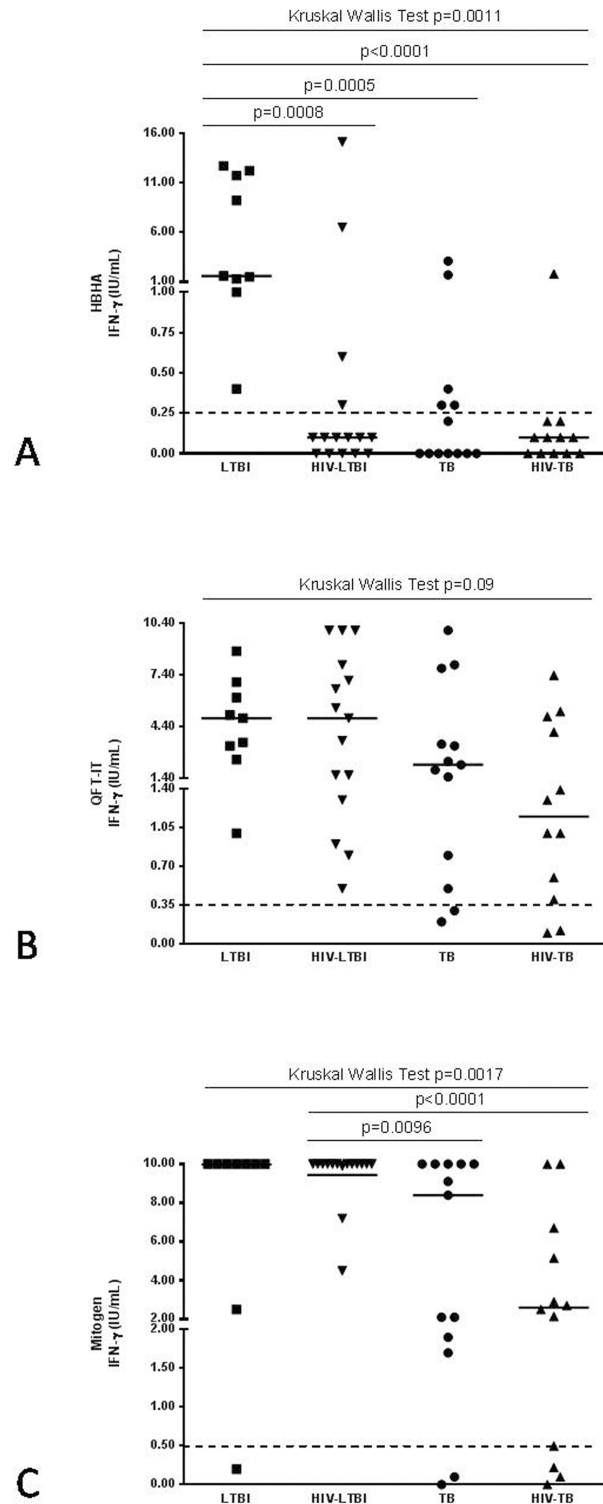 Kruskal Wallis Test p=0.0011
p<0.0001
p=0.0005
p=0.0008
HBHA
IFN-γ (IU/mL)
16.00
11.00
6.00
1.00
1.00
0.75
0.50
0.25
0.00
A
LTBI HIV-LTBI TB HIV-TB
Kruskal Wallis Test p=0.09
QFT-IT
IFN-γ (IU/mL)
10.40
7.40
4.40
1.40
1.40
1.05
0.70
0.35
0.00
B
LTBI HIV-LTBI TB HIV-TB
Kruskal Wallis Test p=0.0017
p<0.0001
p=0.0096
Mitogen
IFN-γ (IU/mL)
10.00
8.00
6.00
4.00
2.00
2.00
1.50
1.00
0.50
0.00
C
LTBI HIV-LTBI TB HIV-TB